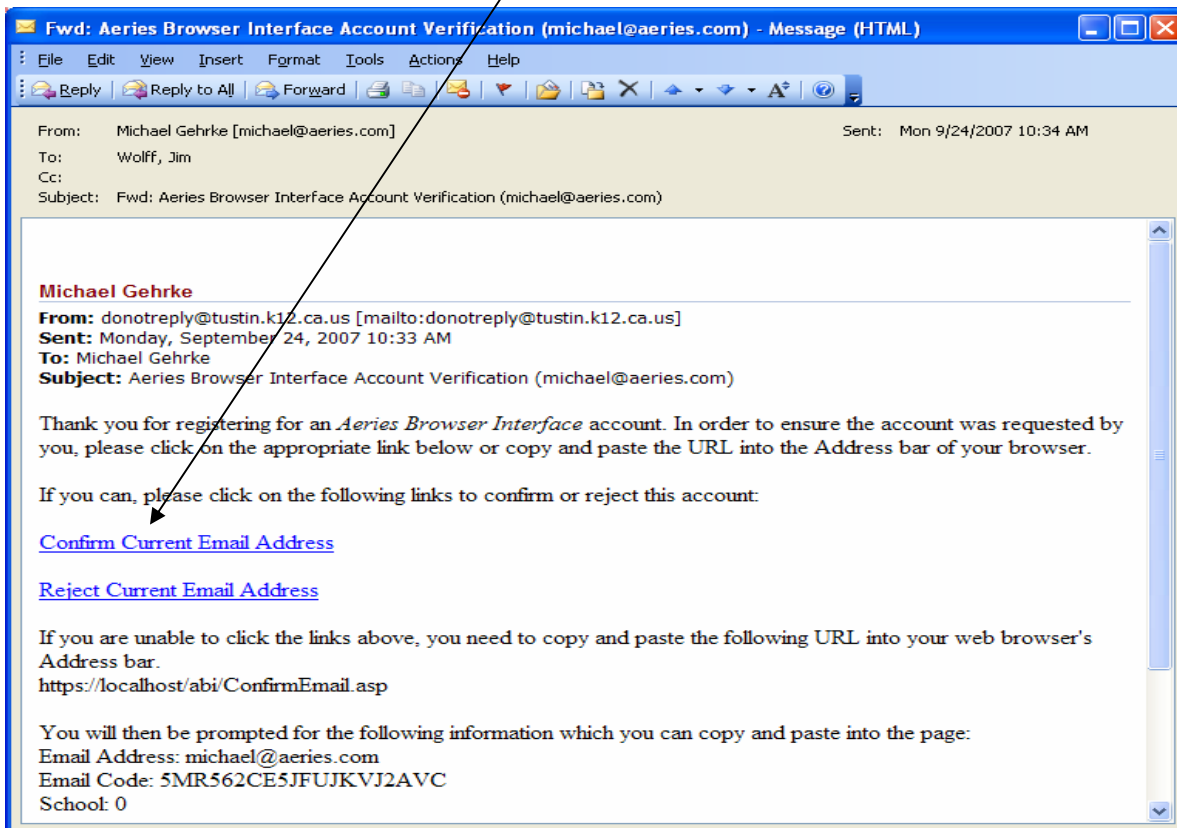 Fwd: Aeries Browser Interface Account Verification (michael@aeries.com) - Message (HTML)
File Edit View Insert Format Tools Actions Help
Reply Reply to All Forward
From: Michael Gehrke [michael@aeries.com] Sent: Mon 9/24/2007 10:34 AM
To: Wolff, Jim
Cc:
Subject: Fwd: Aeries Browser Interface Account Verification (michael@aeries.com)
Michael Gehrke
From: donotreply@tustin.k12.ca.us [mailto:donotreply@tustin.k12.ca.us]
Sent: Monday, September 24, 2007 10:33 AM
To: Michael Gehrke
Subject: Aeries Browser Interface Account Verification (michael@aeries.com)
Thank you for registering for an Aeries Browser Interface account. In order to ensure the account was requested by
you, please click on the appropriate link below or copy and paste the URL into the Address bar of your browser.
If you can, please click on the following links to confirm or reject this account:
Confirm Current Email Address
Reject Current Email Address
If you are unable to click the links above, you need to copy and paste the following URL into your web browser's
Address bar.
https://localhost/abi/ConfirmEmail.asp
You will then be prompted for the following information which you can copy and paste into the page:
Email Address: michael@aeries.com
Email Code: 5MR562CE5JFUJKVJ2AVC
School: 0